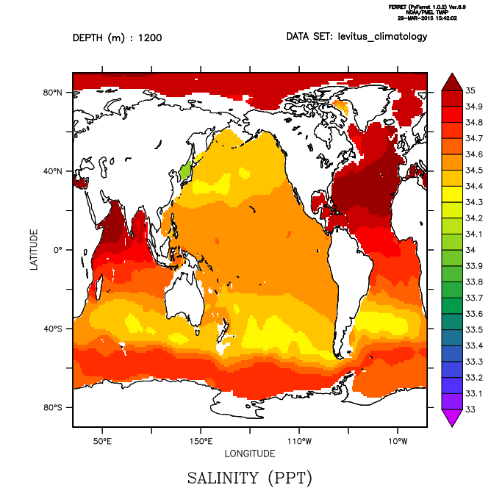 FERRET (PyFerret 1.0.2) Ver.6.9
NOAA/PMEL TMAP
29-MAR-2015 15:42:02
DEPTH (m) : 1200
DATA SET: levitus_climatology
80°N
40°N
0°
40°S
80°S
LATITUDE
50°E
150°E
110°W
10°W
LONGITUDE
35
34.9
34.8
34.7
34.6
34.5
34.4
34.3
34.2
34.1
34
33.9
33.8
33.7
33.6
33.5
33.4
33.3
33.2
33.1
33
SALINITY (PPT)